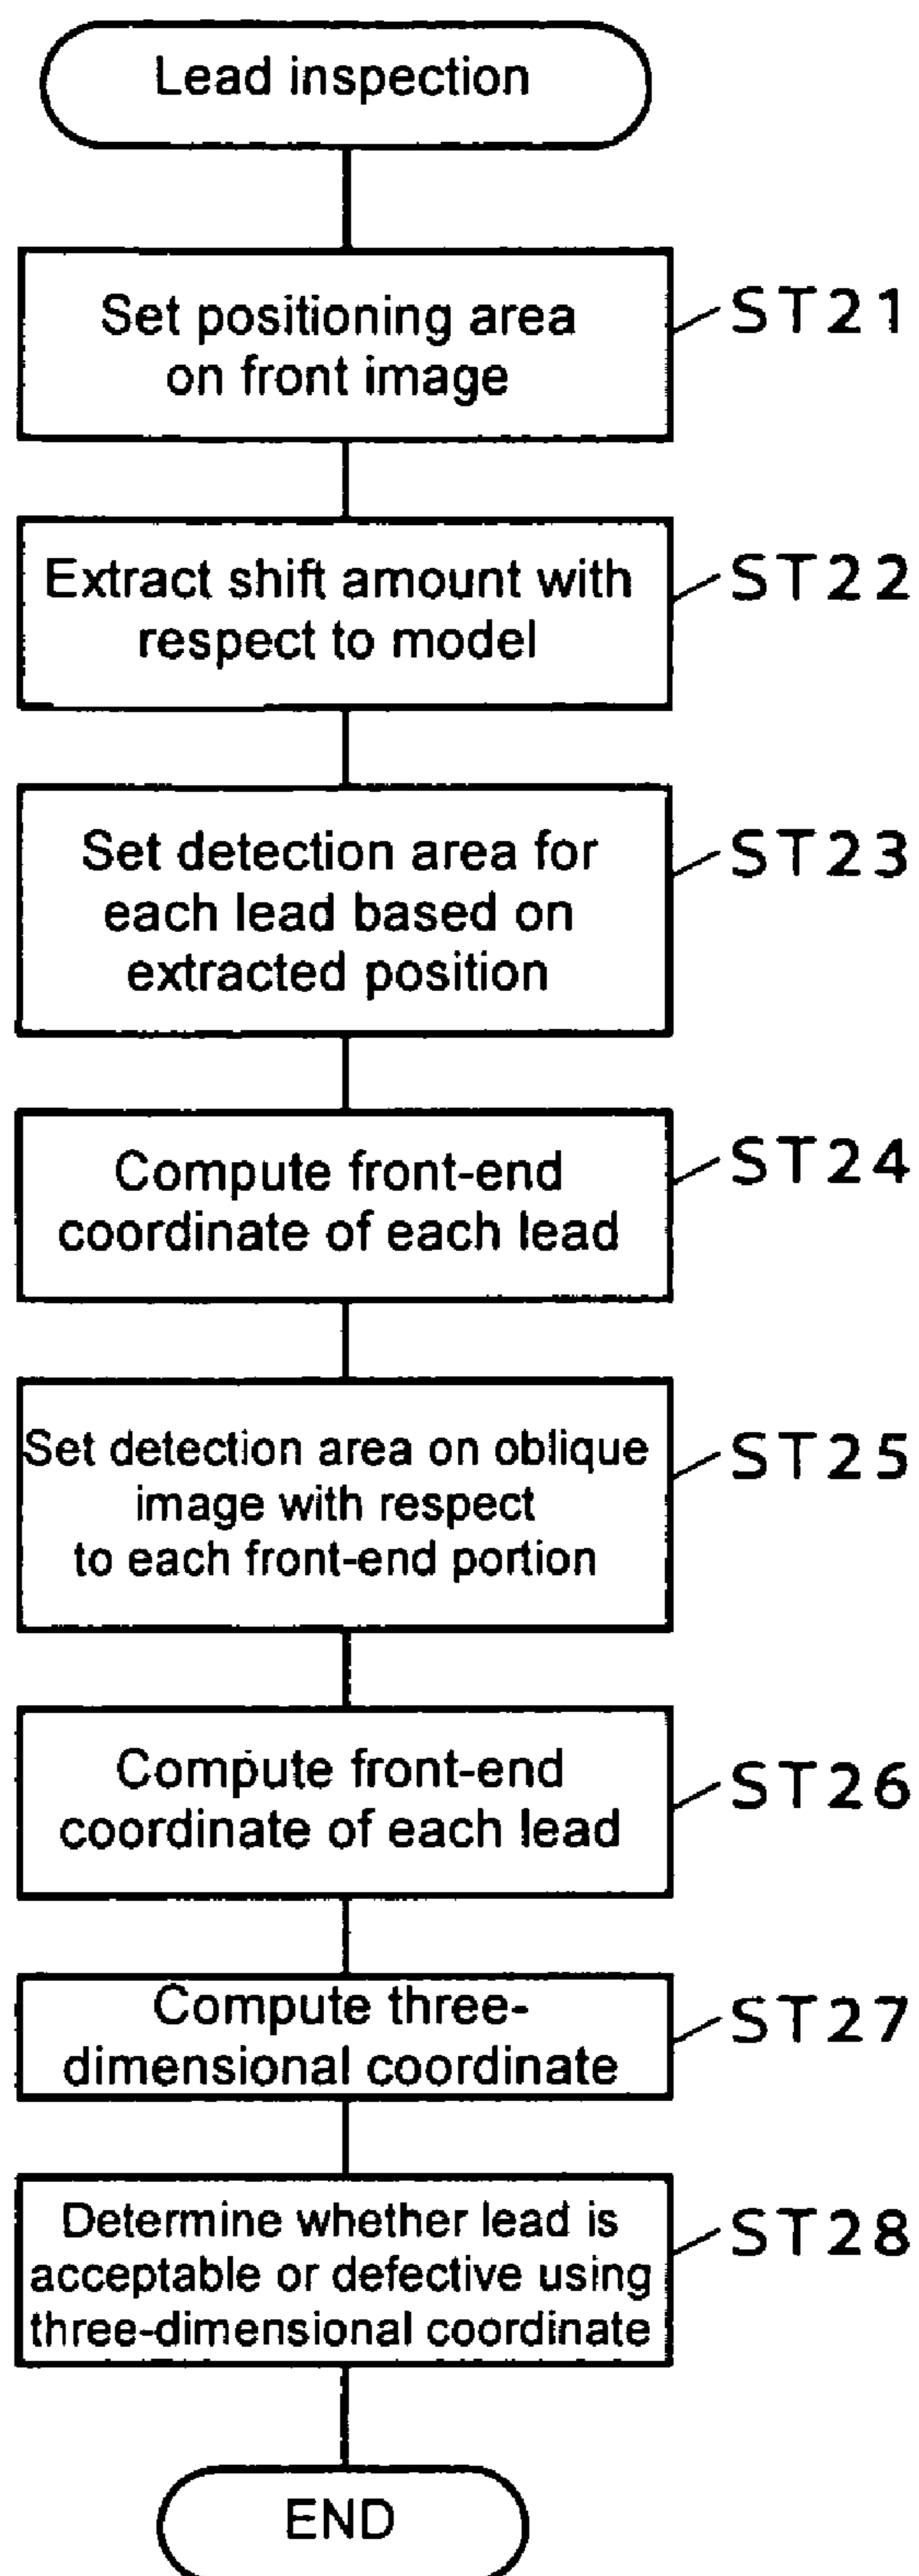 Lead inspection
Set positioning area
on front image
ST21
Extract shift amount with
respect to model
ST22
Set detection area for
each lead based on
extracted position
ST23
Compute front-end
coordinate of each lead
ST24
Set detection area on oblique
image with respect
to each front-end portion
ST25
Compute front-end
coordinate of each lead
ST26
Compute three-
dimensional coordinate
ST27
Determine whether lead is
acceptable or defective using
three-dimensional coordinate
ST28
END